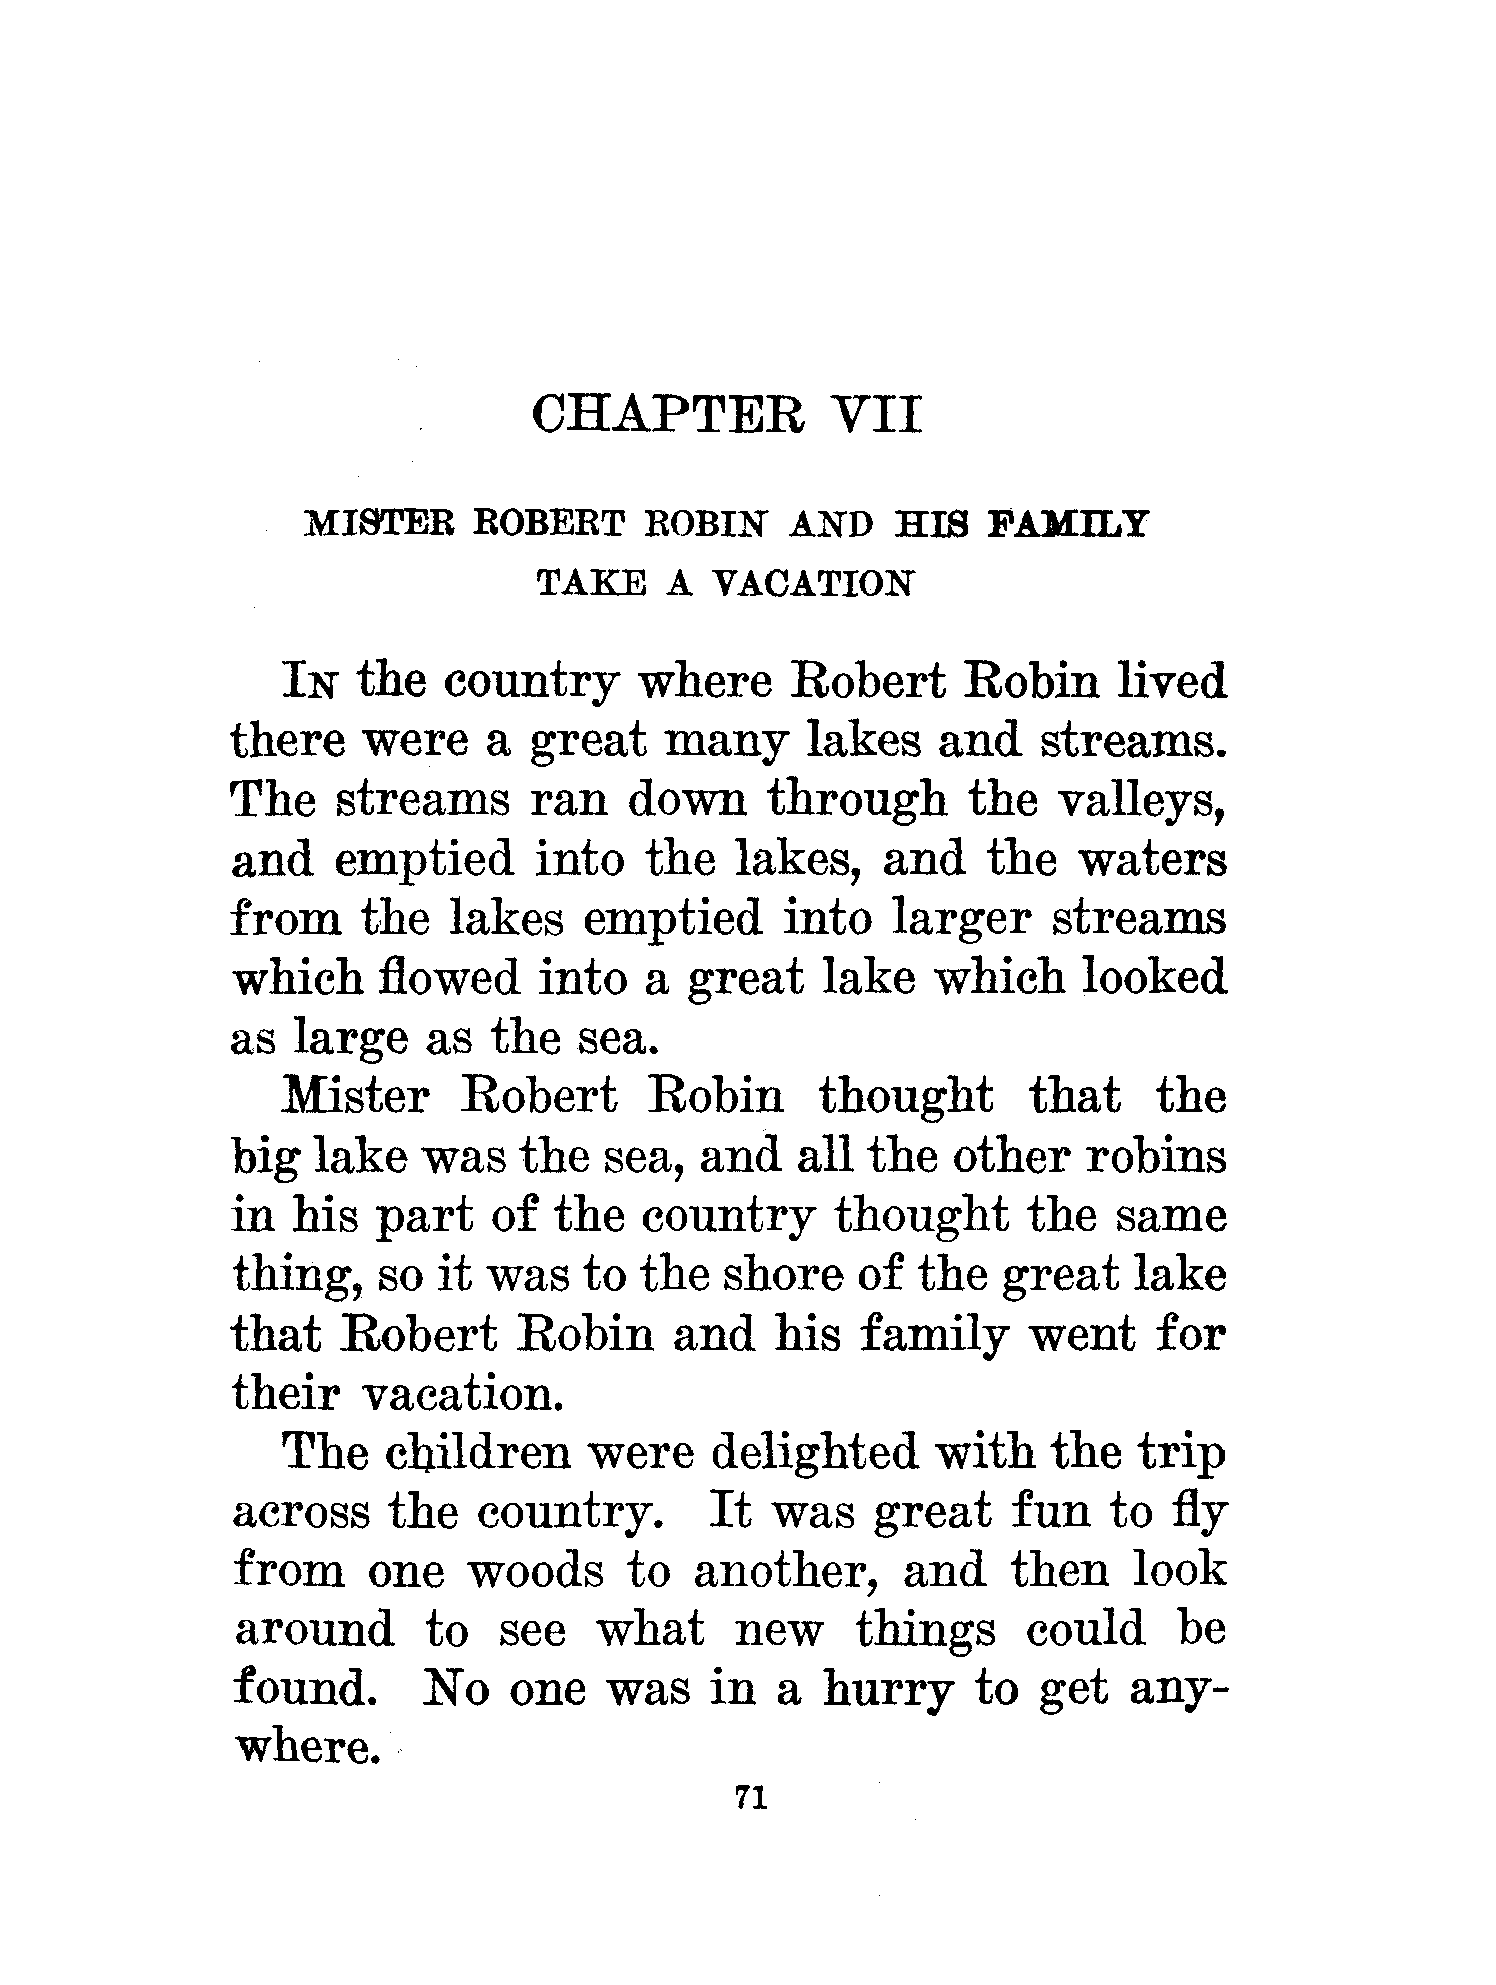 CHAPTER VII
MISTER ROBERT ROBIN AND HIS FAMILY
TAKE A VACATION
In the country where Robert Robin lived
there were a great many lakes and streams.
The streams ran down through the valleys,
and emptied into the lakes, and the waters
from the lakes emptied into larger streams
which flowed into a great lake which looked
as large as the sea.
Mister Robert Robin thought that the
big lake was the sea, and all the other robins
in his part of the country thought the same
thing, so it was to the shore of the great lake
that Robert Robin and his family went for
their vacation.
The children were delighted with the trip
across the country. It was great fun to fly
from one woods to another, and then look
around to see what new things could be
found. No one was in a hurry to get any-
where.
71